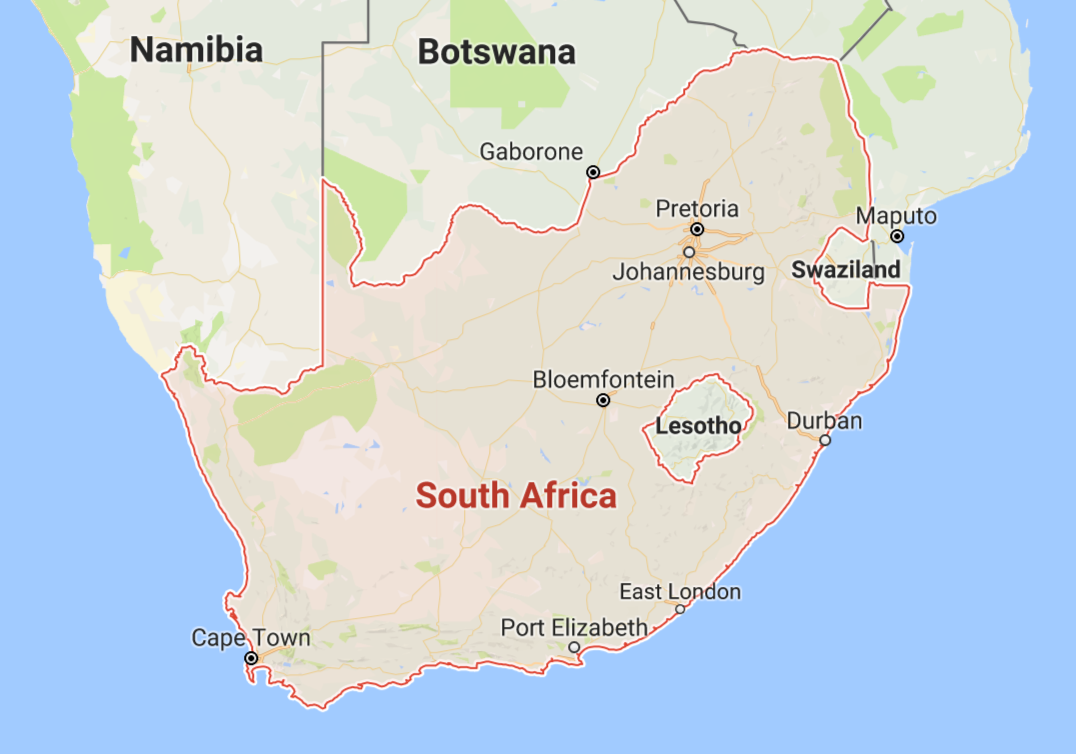 Namibia
Botswana
Gaborone
Pretoria
Maputo
Johannesburg
Swaziland
Bloemfontein
Lesotho
Durban
South Africa
East London
Port Elizabeth
Cape Town